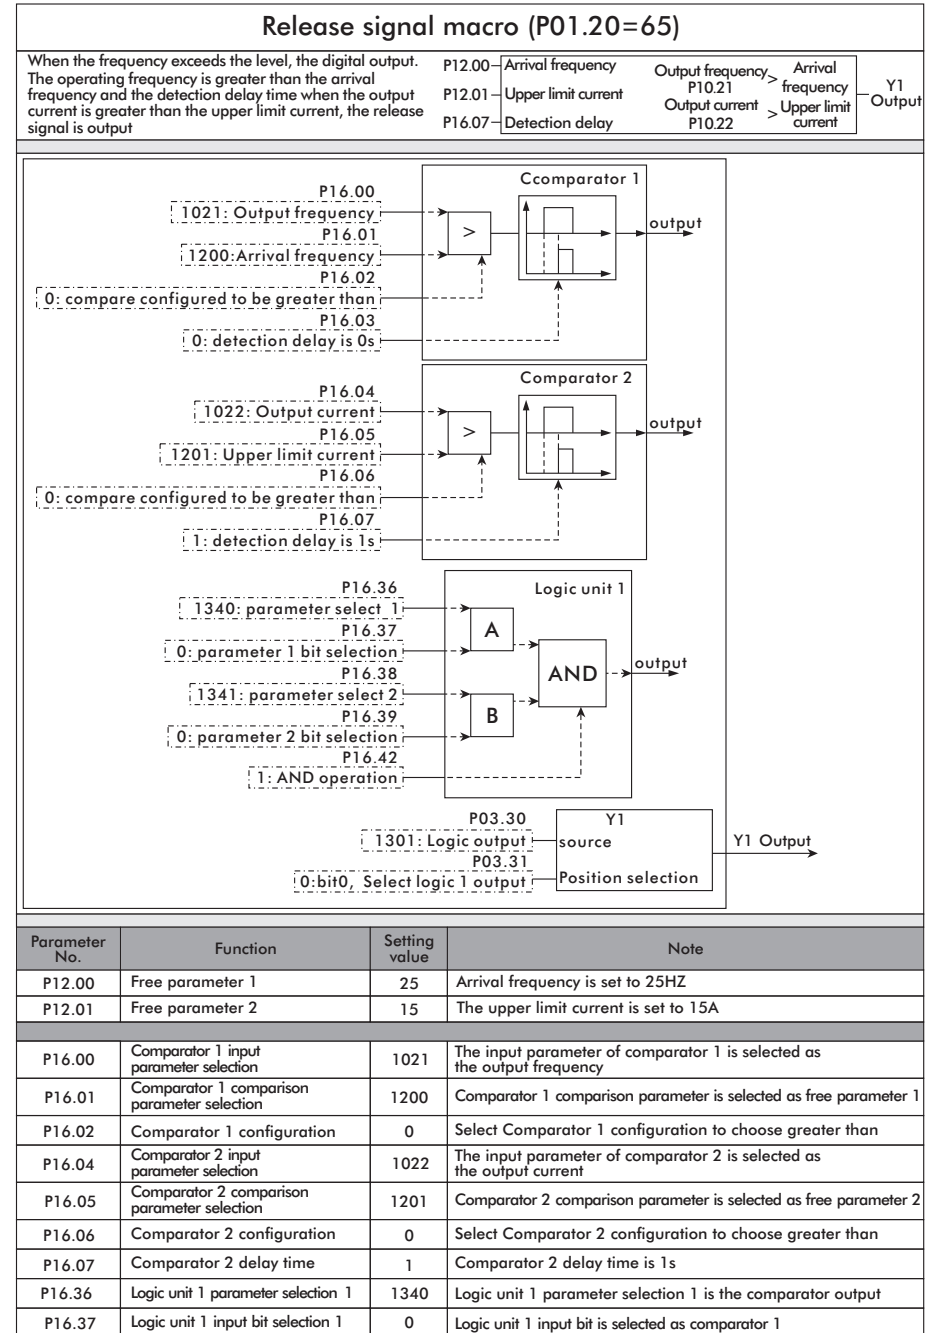 Release signal macro (P01.20=65)
When the frequency exceeds the level, the digital output.
The operating frequency is greater than the arrival
frequency and the detection delay time when the output
current is greater than the upper limit current, the release
signal is output
P12.00 Arrival frequency
P12.01 Upper limit current
P16.07 Detection delay
Output frequency > Arrival
P10.21 frequency
Output current > Upper limit
P10.22 current
Y1
Output
Ccomparator 1
P16.00
1021: Output frequency
P16.01
1200:Arrival frequency
P16.02
0: compare configured to be greater than
P16.03
0: detection delay is 0s
>
output
Comparator 2
P16.04
1022: Output current
P16.05
1201: Upper limit current
P16.06
0: compare configured to be greater than
P16.07
1: detection delay is 1s
>
output
Logic unit 1
P16.36
1340: parameter select 1
P16.37
0: parameter 1 bit selection
P16.38
1341: parameter select 2
P16.39
0: parameter 2 bit selection
P16.42
1: AND operation
A
B
AND
output
P03.30
1301: Logic output
P03.31
0:bit0, Select logic 1 output
Y1
source
Position selection
Y1 Output
Parameter No. Function Setting value Note
P12.00 Free parameter 1 25 Arrival frequency is set to 25HZ
P12.01 Free parameter 2 15 The upper limit current is set to 15A
P16.00 Comparator 1 input parameter selection 1021 The input parameter of comparator 1 is selected as the output frequency
P16.01 Comparator 1 comparison parameter selection 1200 Comparator 1 comparison parameter is selected as free parameter 1
P16.02 Comparator 1 configuration 0 Select Comparator 1 configuration to choose greater than
P16.04 Comparator 2 input parameter selection 1022 The input parameter of comparator 2 is selected as the output current
P16.05 Comparator 2 comparison parameter selection 1201 Comparator 2 comparison parameter is selected as free parameter 2
P16.06 Comparator 2 configuration 0 Select Comparator 2 configuration to choose greater than
P16.07 Comparator 2 delay time 1 Comparator 2 delay time is 1s
P16.36 Logic unit 1 parameter selection 1 1340 Logic unit 1 parameter selection 1 is the comparator output
P16.37 Logic unit 1 input bit selection 1 0 Logic unit 1 input bit is selected as comparator 1